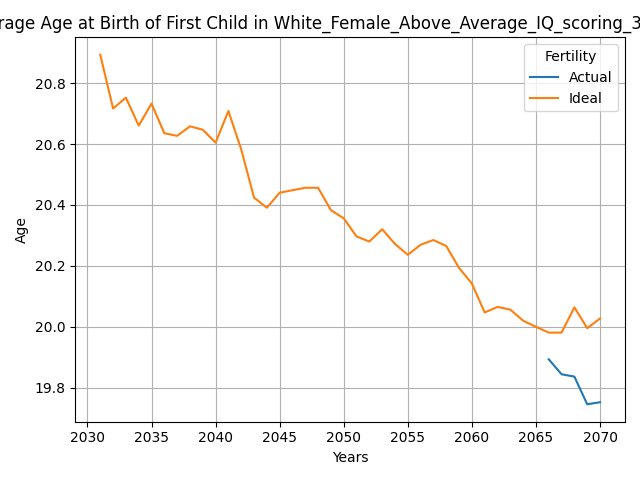 rage Age at Birth of First Child in White_Female_Above_Average_IQ_scoring_3
Fertility
Actual
Ideal
20.8
20.6
20.4
20.2
20.0
19.8
Age
2030 2035 2040 2045 2050 2055 2060 2065 2070
Years